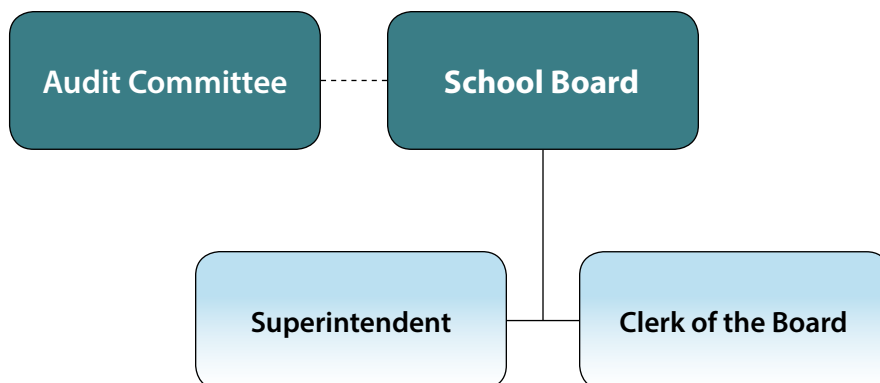 Audit Committee
School Board
Superintendent
Clerk of the Board